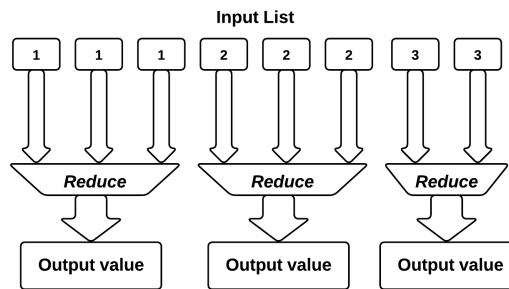 Input List
1 1 1 2 2 2 3 3
Reduce Reduce Reduce
Output value Output value Output value